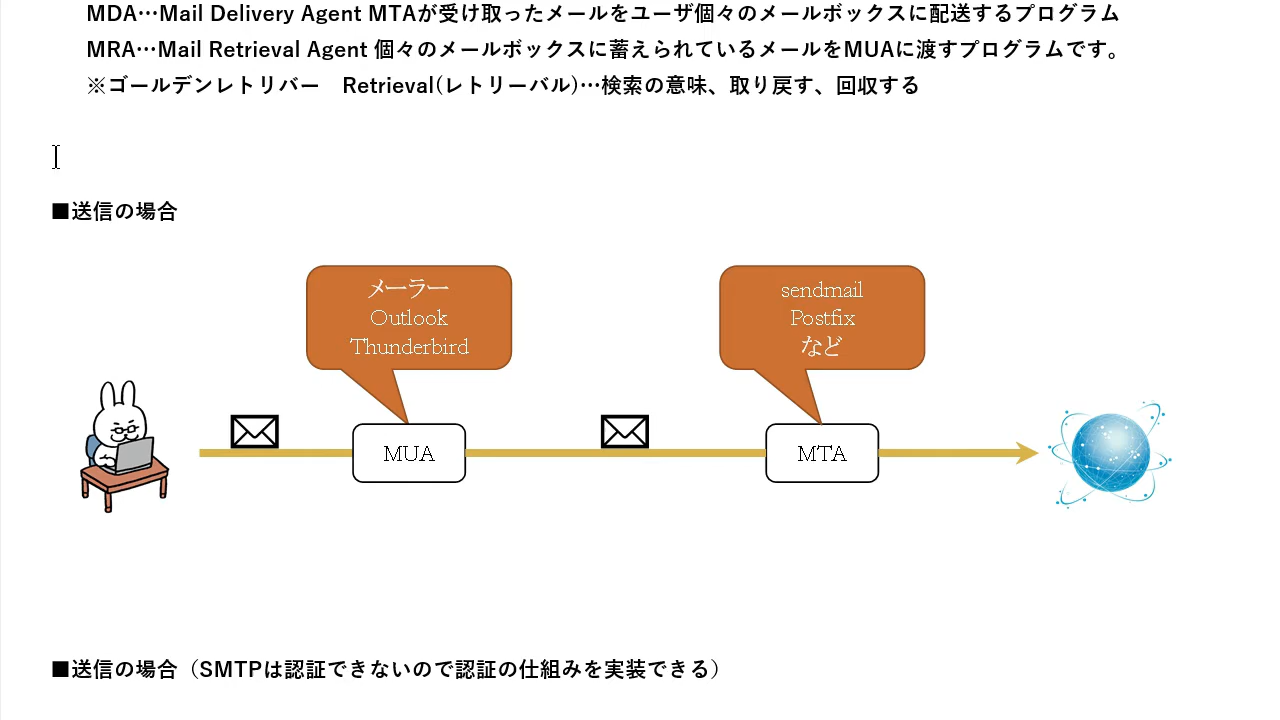 MDA…Mail Delivery Agent MTAが受け取ったメールをユーザ個々のメールボックスに配送するプログラム
MRA…Mail Retrieval Agent 個々のメールボックスに蓄えられているメールをMUAに渡すプログラムです。
※ゴールデンレトリバー　Retrieval(レトリーバル)…検索の意味、取り戻す、回収する
■送信の場合
メーラー
Outlook
Thunderbird
sendmail
Postfix
など
MUA
MTA
■送信の場合（SMTPは認証できないので認証の仕組みを実装できる）